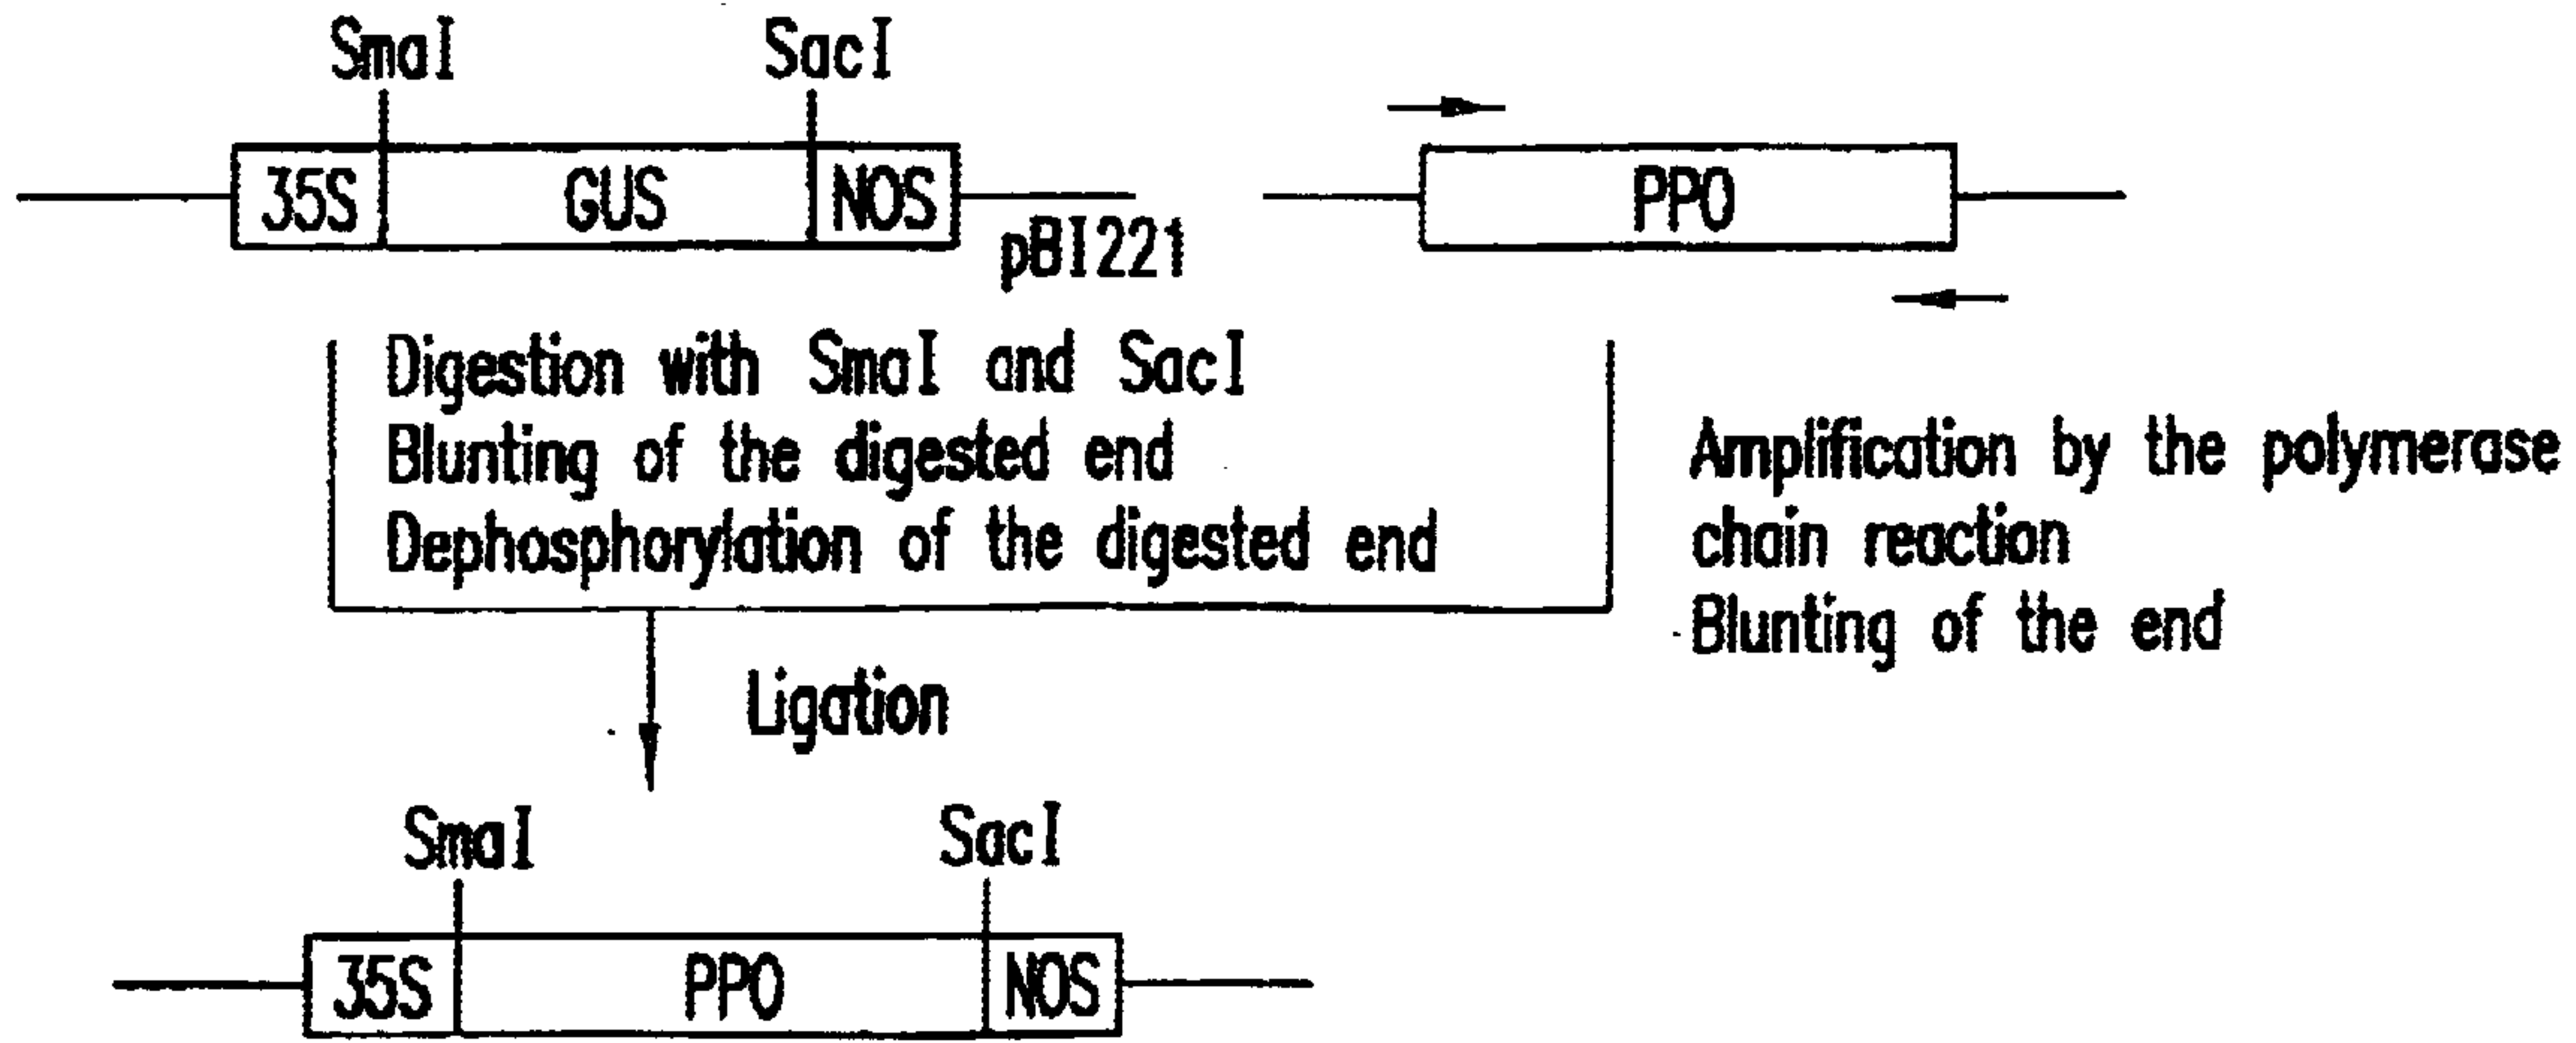 SmaI SacI
35S GUS NOS
pBI221
PPO
Digestion with SmaI and SacI
Blunting of the digested end
Dephosphorylation of the digested end
Amplification by the polymerase
chain reaction
Blunting of the end
Ligation
SmaI SacI
35S PPO NOS